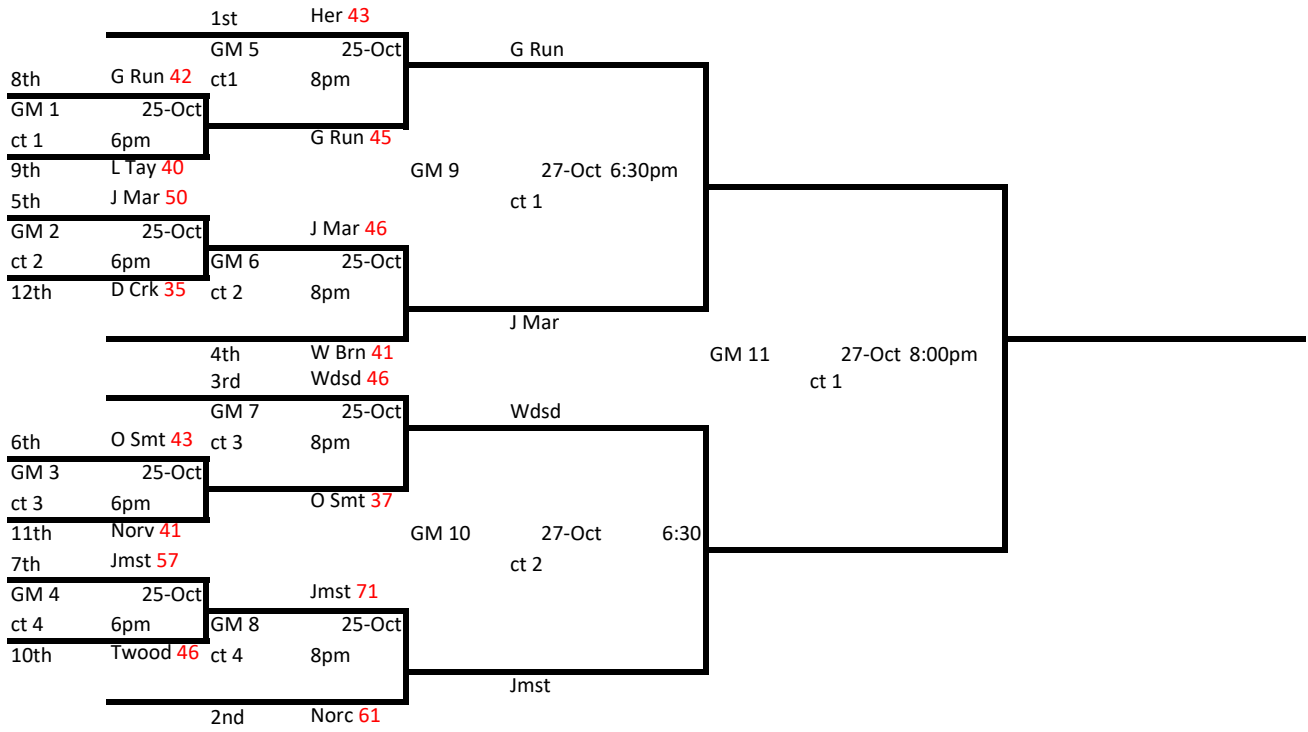 1st Her 43
GM 5 25-Oct G Run
8th G Run 42 ct1 8pm
GM 1 25-Oct
ct 1 6pm G Run 45
9th L Tay 40 GM 9 27-Oct 6:30pm
5th J Mar 50 ct 1
GM 2 25-Oct J Mar 46
ct 2 6pm GM 6 25-Oct
12th D Crk 35 ct 2 8pm
J Mar
4th W Brn 41 GM 11 27-Oct 8:00pm
3rd Wdsd 46 ct 1
GM 7 25-Oct Wdsd
6th O Smt 43 ct 3 8pm
GM 3 25-Oct
ct 3 6pm O Smt 37
11th Norv 41 GM 10 27-Oct 6:30
7th Jmst 57 ct 2
GM 4 25-Oct Jmst 71
ct 4 6pm GM 8 25-Oct
10th Twood 46 ct 4 8pm
Jmst
2nd Norc 61